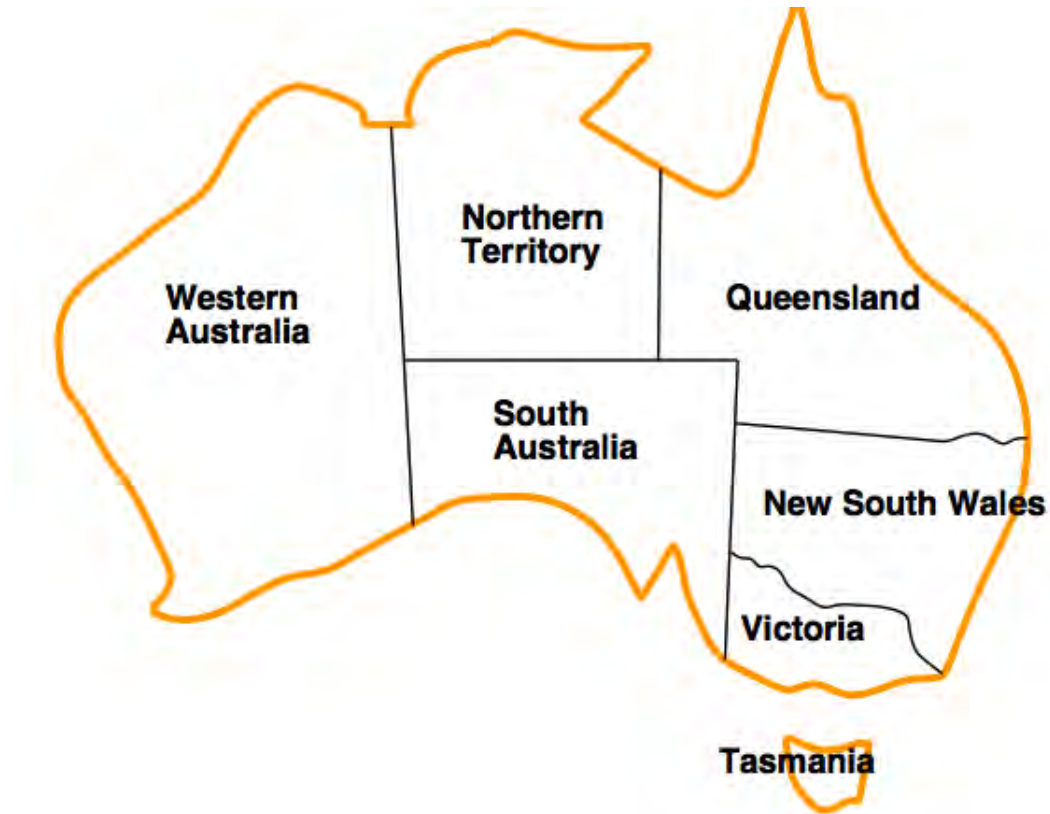 Northern
Territory
Western
Australia
Queensland
South
Australia
New South Wales
Victoria
Tasmania